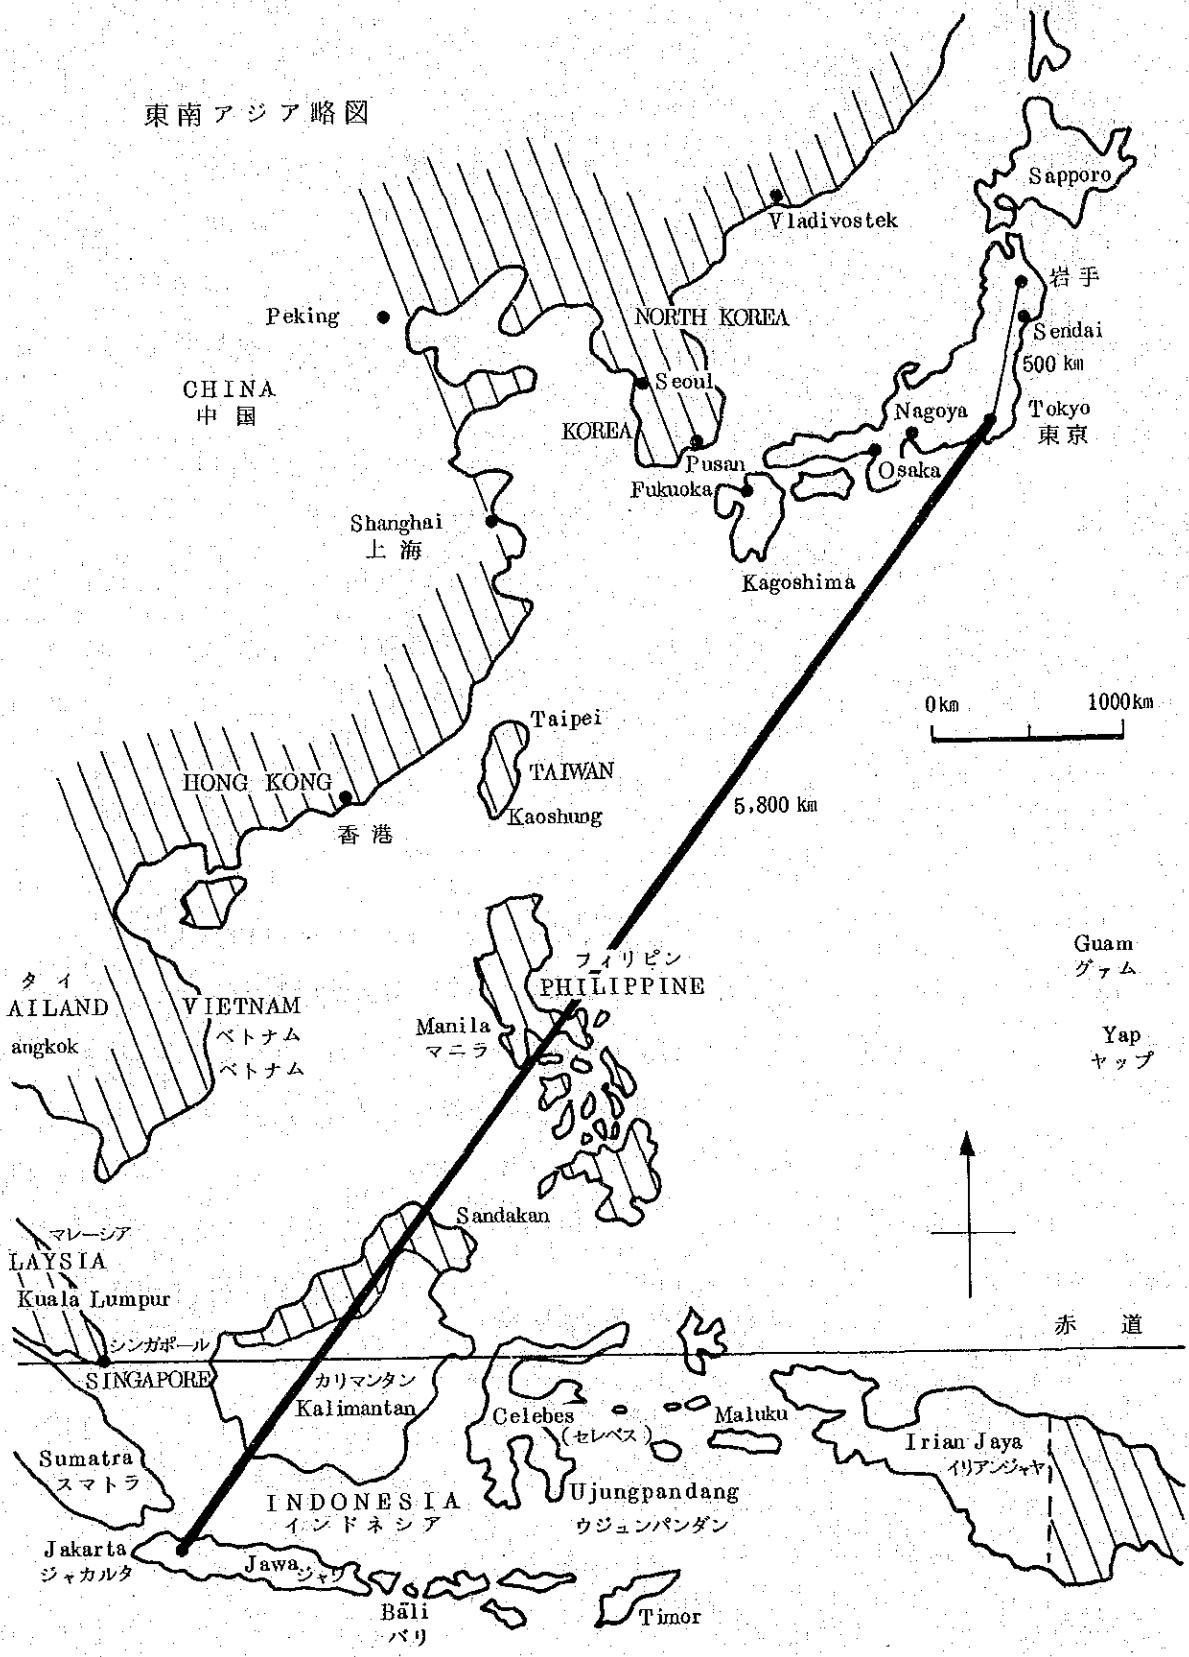 東南アジア略図
Sapporo
Vladivostek
岩手
Peking
NORTH KOREA
Sendai
500 km
CHINA
中国
Seoul
Nagoya
Tokyo
東京
KOREA
Pusan
Osaka
Fukuoka
Shanghai
上海
Kagoshima
0km
1000km
Taipei
TAIWAN
HONG KONG
Kaoshung
5,800 km
香港
フィリピン
PHILIPPINE
Guam
グァム
タイ
AILAND
VIETNAM
ベトナム
Manila
マニラ
angkok
ベトナム
Yap
ヤップ
Sandakan
マレーシア
LAYSIA
Kuala Lumpur
シンガポール
赤道
SINGAPORE
カリマンタン
Kalimantan
Celebes
(セレベス)
Maluku
Irian Jaya
イリアンジャヤ
Sumatra
スマトラ
INDONESIA
インドネシア
Ujungpandang
ウジュンパンダン
Jakarta
ジャカルタ
Jawa
ジャワ
Bali
バリ
Timor